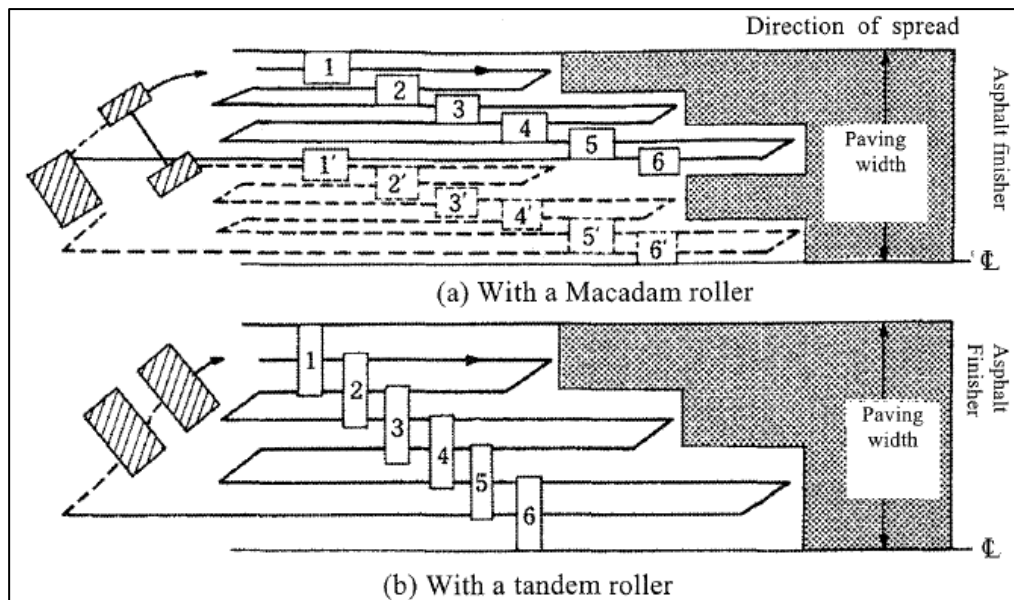 Direction of spread
1
2
3
4
5
6
1′
2′
3′
4′
5′
6′
Paving
width
Asphalt finisher
℄
(a) With a Macadam roller
1
2
3
4
5
6
Paving
width
Asphalt
Finisher
℄
(b) With a tandem roller